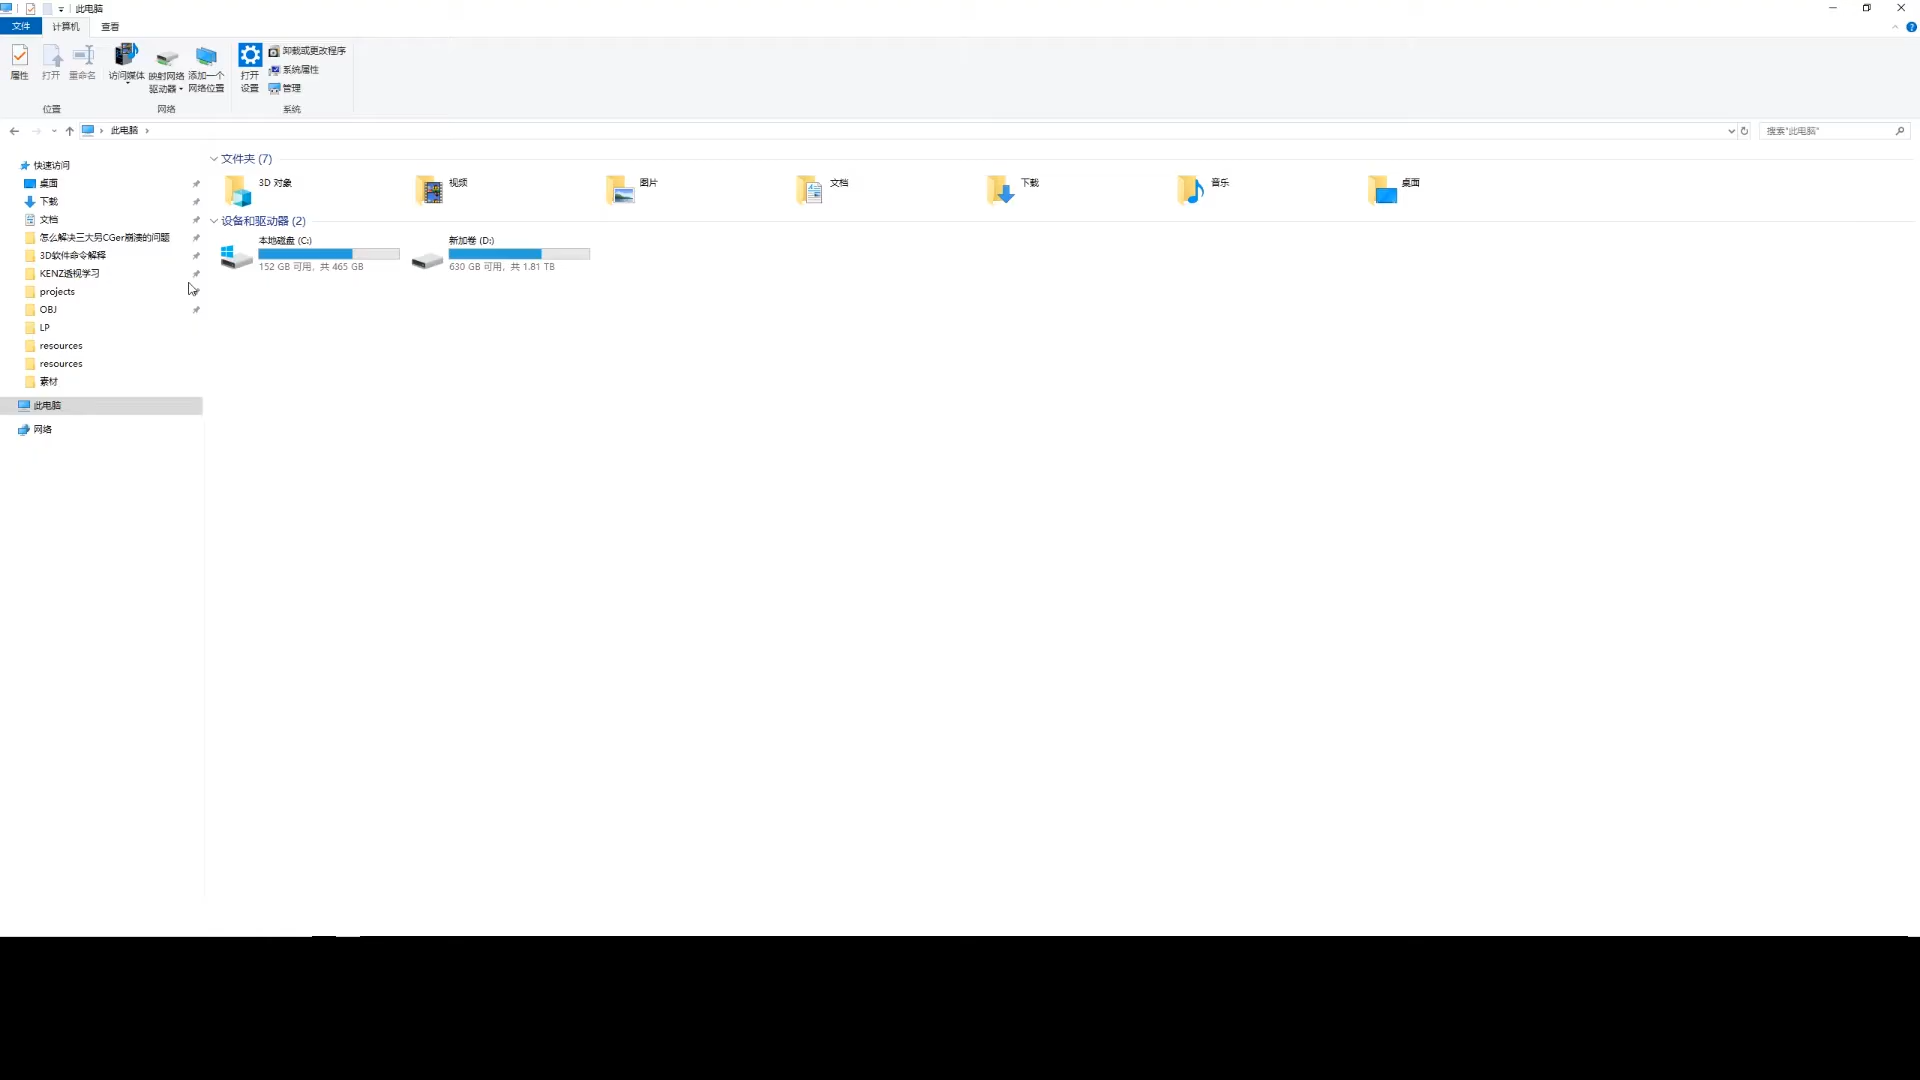 此电脑
文件 计算机 查看
属性 打开 重命名 访问媒体 映射网络驱动器 添加一个网络位置 打开设置 卸载或更改程序
系统属性
管理
位置 网络 系统
此电脑
搜索"此电脑"
快速访问
桌面
下载
文档
怎么解决三大另CGer崩溃的问题
3D软件命令解释
KENZ透视学习
projects
OBJ
LP
resources
resources
素材
此电脑
网络
文件夹 (7)
3D 对象 视频 图片 文档 下载 音乐 桌面
设备和驱动器 (2)
本地磁盘 (C:) 新加卷 (D:)
152 GB 可用，共 465 GB 630 GB 可用，共 1.81 TB